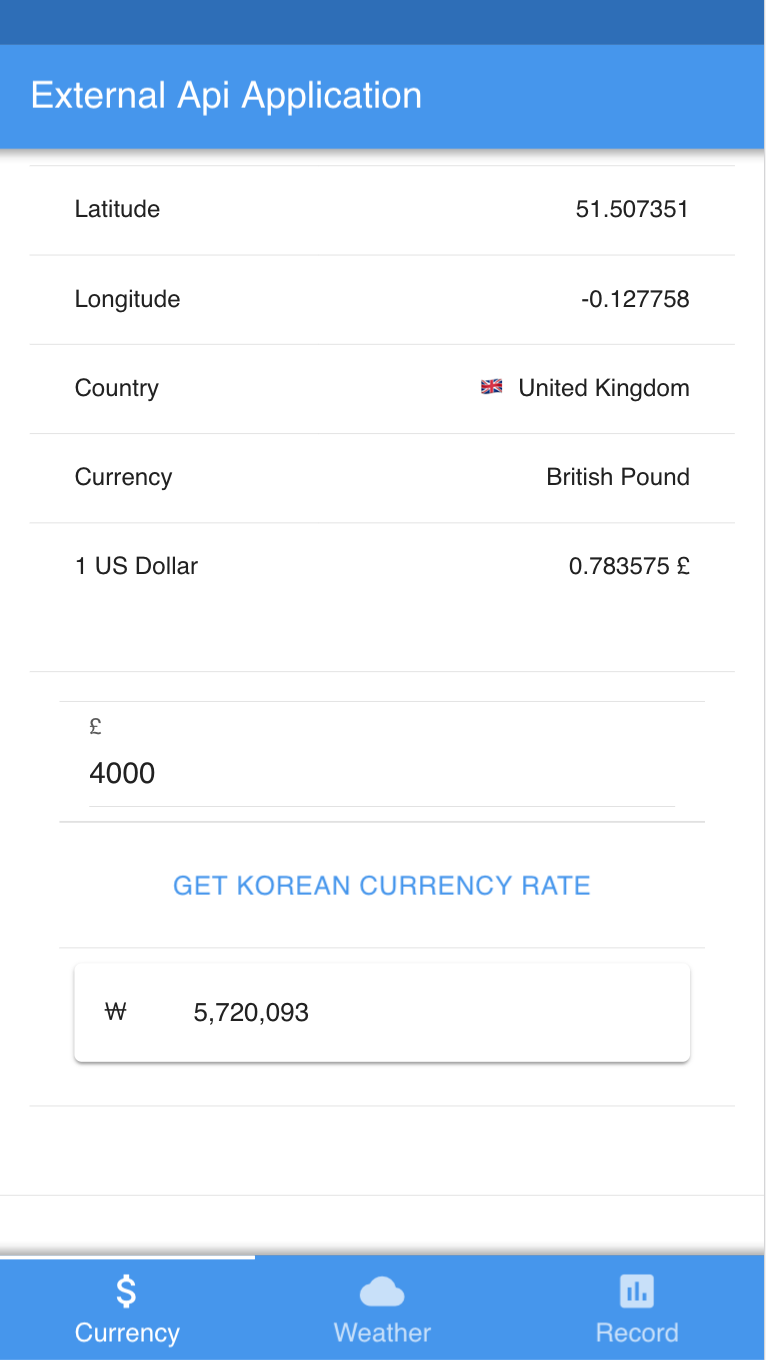 External Api Application
Latitude 51.507351
Longitude -0.127758
Country 🇬🇧 United Kingdom
Currency British Pound
1 US Dollar 0.783575 £
£
4000
GET KOREAN CURRENCY RATE
₩ 5,720,093
$
Currency Weather Record